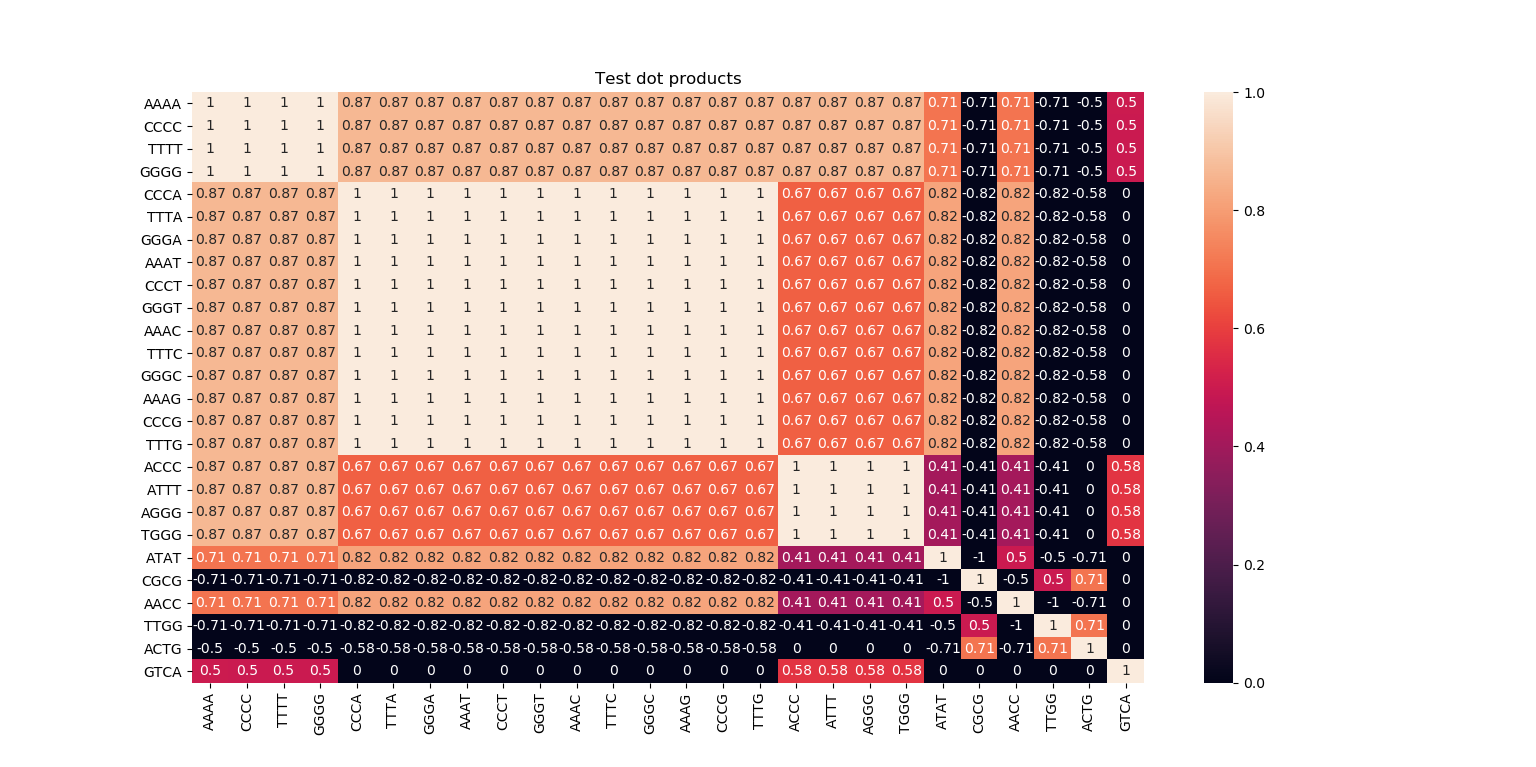 Test dot products
AAAA 1 1 1 1 0.87 0.87 0.87 0.87 0.87 0.87 0.87 0.87 0.87 0.87 0.87 0.87 0.87 0.87 0.87 0.87 0.71 -0.71 0.71 -0.71 -0.5 0.5
CCCC 1 1 1 1 0.87 0.87 0.87 0.87 0.87 0.87 0.87 0.87 0.87 0.87 0.87 0.87 0.87 0.87 0.87 0.87 0.71 -0.71 0.71 -0.71 -0.5 0.5
TTTT 1 1 1 1 0.87 0.87 0.87 0.87 0.87 0.87 0.87 0.87 0.87 0.87 0.87 0.87 0.87 0.87 0.87 0.87 0.71 -0.71 0.71 -0.71 -0.5 0.5
GGGG 1 1 1 1 0.87 0.87 0.87 0.87 0.87 0.87 0.87 0.87 0.87 0.87 0.87 0.87 0.87 0.87 0.87 0.87 0.71 -0.71 0.71 -0.71 -0.5 0.5
CCCA 0.87 0.87 0.87 0.87 1 1 1 1 1 1 1 1 1 1 1 1 0.67 0.67 0.67 0.67 0.82 -0.82 0.82 -0.82 -0.58 0
TTTA 0.87 0.87 0.87 0.87 1 1 1 1 1 1 1 1 1 1 1 1 0.67 0.67 0.67 0.67 0.82 -0.82 0.82 -0.82 -0.58 0
GGGA 0.87 0.87 0.87 0.87 1 1 1 1 1 1 1 1 1 1 1 1 0.67 0.67 0.67 0.67 0.82 -0.82 0.82 -0.82 -0.58 0
AAAT 0.87 0.87 0.87 0.87 1 1 1 1 1 1 1 1 1 1 1 1 0.67 0.67 0.67 0.67 0.82 -0.82 0.82 -0.82 -0.58 0
CCCT 0.87 0.87 0.87 0.87 1 1 1 1 1 1 1 1 1 1 1 1 0.67 0.67 0.67 0.67 0.82 -0.82 0.82 -0.82 -0.58 0
GGGT 0.87 0.87 0.87 0.87 1 1 1 1 1 1 1 1 1 1 1 1 0.67 0.67 0.67 0.67 0.82 -0.82 0.82 -0.82 -0.58 0
AAAC 0.87 0.87 0.87 0.87 1 1 1 1 1 1 1 1 1 1 1 1 0.67 0.67 0.67 0.67 0.82 -0.82 0.82 -0.82 -0.58 0
TTTC 0.87 0.87 0.87 0.87 1 1 1 1 1 1 1 1 1 1 1 1 0.67 0.67 0.67 0.67 0.82 -0.82 0.82 -0.82 -0.58 0
GGGC 0.87 0.87 0.87 0.87 1 1 1 1 1 1 1 1 1 1 1 1 0.67 0.67 0.67 0.67 0.82 -0.82 0.82 -0.82 -0.58 0
AAAG 0.87 0.87 0.87 0.87 1 1 1 1 1 1 1 1 1 1 1 1 0.67 0.67 0.67 0.67 0.82 -0.82 0.82 -0.82 -0.58 0
CCCG 0.87 0.87 0.87 0.87 1 1 1 1 1 1 1 1 1 1 1 1 0.67 0.67 0.67 0.67 0.82 -0.82 0.82 -0.82 -0.58 0
TTTG 0.87 0.87 0.87 0.87 1 1 1 1 1 1 1 1 1 1 1 1 0.67 0.67 0.67 0.67 0.82 -0.82 0.82 -0.82 -0.58 0
ACCC 0.87 0.87 0.87 0.87 0.67 0.67 0.67 0.67 0.67 0.67 0.67 0.67 0.67 0.67 0.67 0.67 1 1 1 1 0.41 -0.41 0.41 -0.41 0 0.58
ATTT 0.87 0.87 0.87 0.87 0.67 0.67 0.67 0.67 0.67 0.67 0.67 0.67 0.67 0.67 0.67 0.67 1 1 1 1 0.41 -0.41 0.41 -0.41 0 0.58
AGGG 0.87 0.87 0.87 0.87 0.67 0.67 0.67 0.67 0.67 0.67 0.67 0.67 0.67 0.67 0.67 0.67 1 1 1 1 0.41 -0.41 0.41 -0.41 0 0.58
TGGG 0.87 0.87 0.87 0.87 0.67 0.67 0.67 0.67 0.67 0.67 0.67 0.67 0.67 0.67 0.67 0.67 1 1 1 1 0.41 -0.41 0.41 -0.41 0 0.58
ATAT 0.71 0.71 0.71 0.71 0.82 0.82 0.82 0.82 0.82 0.82 0.82 0.82 0.82 0.82 0.82 0.82 0.41 0.41 0.41 0.41 1 -1 0.5 -0.5 -0.71 0
CGCG -0.71 -0.71 -0.71 -0.71 -0.82 -0.82 -0.82 -0.82 -0.82 -0.82 -0.82 -0.82 -0.82 -0.82 -0.82 -0.82 -0.41 -0.41 -0.41 -0.41 -1 1 -0.5 0.5 0.71 0
AACC 0.71 0.71 0.71 0.71 0.82 0.82 0.82 0.82 0.82 0.82 0.82 0.82 0.82 0.82 0.82 0.82 0.41 0.41 0.41 0.41 0.5 -0.5 1 -1 -0.71 0
TTGG -0.71 -0.71 -0.71 -0.71 -0.82 -0.82 -0.82 -0.82 -0.82 -0.82 -0.82 -0.82 -0.82 -0.82 -0.82 -0.82 -0.41 -0.41 -0.41 -0.41 -0.5 0.5 -1 1 0.71 0
ACTG -0.5 -0.5 -0.5 -0.5 -0.58 -0.58 -0.58 -0.58 -0.58 -0.58 -0.58 -0.58 -0.58 -0.58 -0.58 -0.58 0 0 0 0 -0.71 0.71 -0.71 0.71 1 0
GTCA 0.5 0.5 0.5 0.5 0 0 0 0 0 0 0 0 0 0 0 0 0.58 0.58 0.58 0.58 0 0 0 0 0 1
AAAA CCCC TTTT GGGG CCCA TTTA GGGA AAAT CCCT GGGT AAAC TTTC GGGC AAAG CCCG TTTG ACCC ATTT AGGG TGGG ATAT CGCG AACC TTGG ACTG GTCA
1.0
0.8
0.6
0.4
0.2
0.0